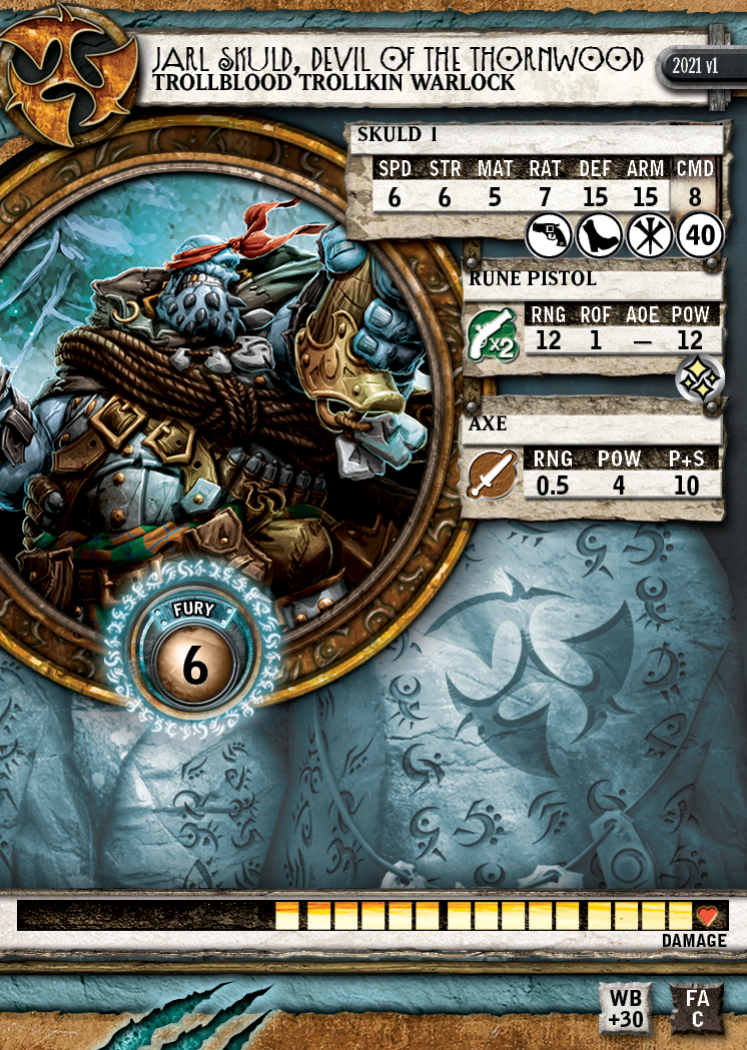 JARL SKULD, DEVIL OF THE THORNWOOD
TROLLBLOOD TROLLKIN WARLOCK
2021 v1
SKULD 1
SPD STR MAT RAT DEF ARM CMD
6 6 5 7 15 15 8
40
RUNE PISTOL
RNG ROF AOE POW
x2 12 1 — 12
AXE
RNG POW P+S
0.5 4 10
FURY
6
DAMAGE
WB +30
FA C